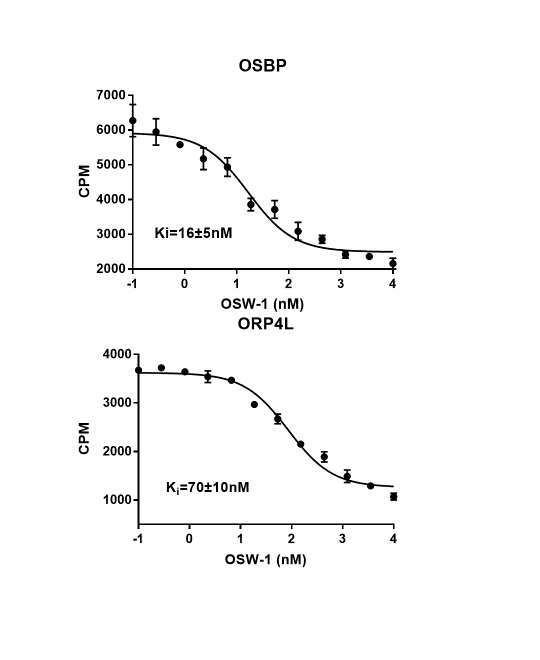 OSBP
7000
6000
5000
4000
3000
2000
CPM
Ki=16±5nM
-1 0 1 2 3 4
OSW-1 (nM)
ORP4L
4000
3000
2000
1000
CPM
Ki=70±10nM
-1 0 1 2 3 4
OSW-1 (nM)